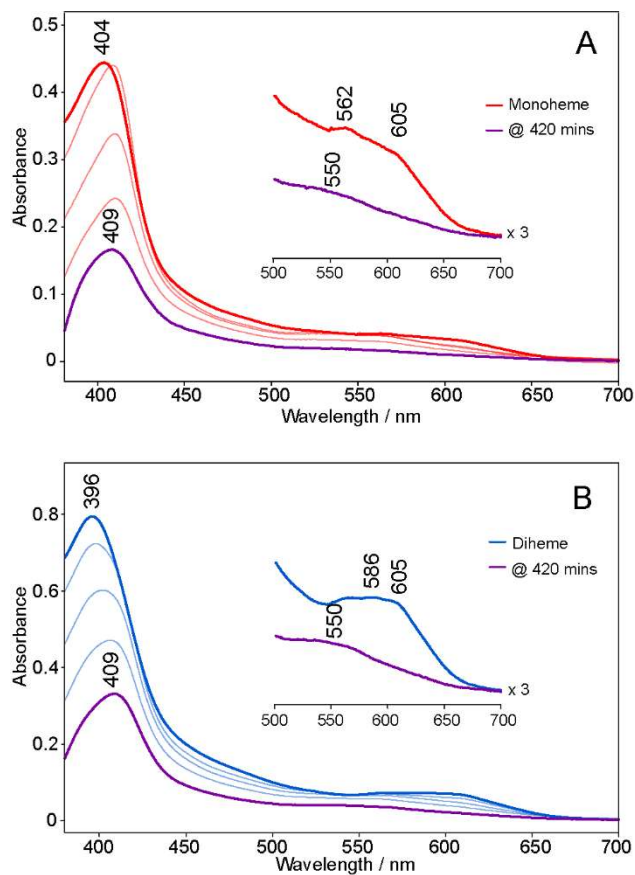 A
0.5
0.4
0.3
0.2
0.1
0
Absorbance
404
409
562
605
550
Monoheme
@ 420 mins
x 3
500 550 600 650 700
400 450 500 550 600 650 700
Wavelength / nm
B
0.8
0.6
0.4
0.2
0
Absorbance
396
409
586
605
550
Diheme
@ 420 mins
x 3
500 550 600 650 700
400 450 500 550 600 650 700
Wavelength / nm